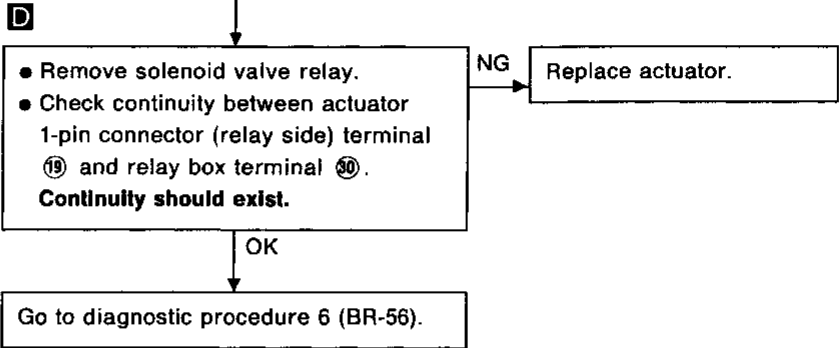 D
● Remove solenoid valve relay.
● Check continuity between actuator
1-pin connector (relay side) terminal
⑲ and relay box terminal ㉚.
Continuity should exist.
NG
Replace actuator.
OK
Go to diagnostic procedure 6 (BR-56).